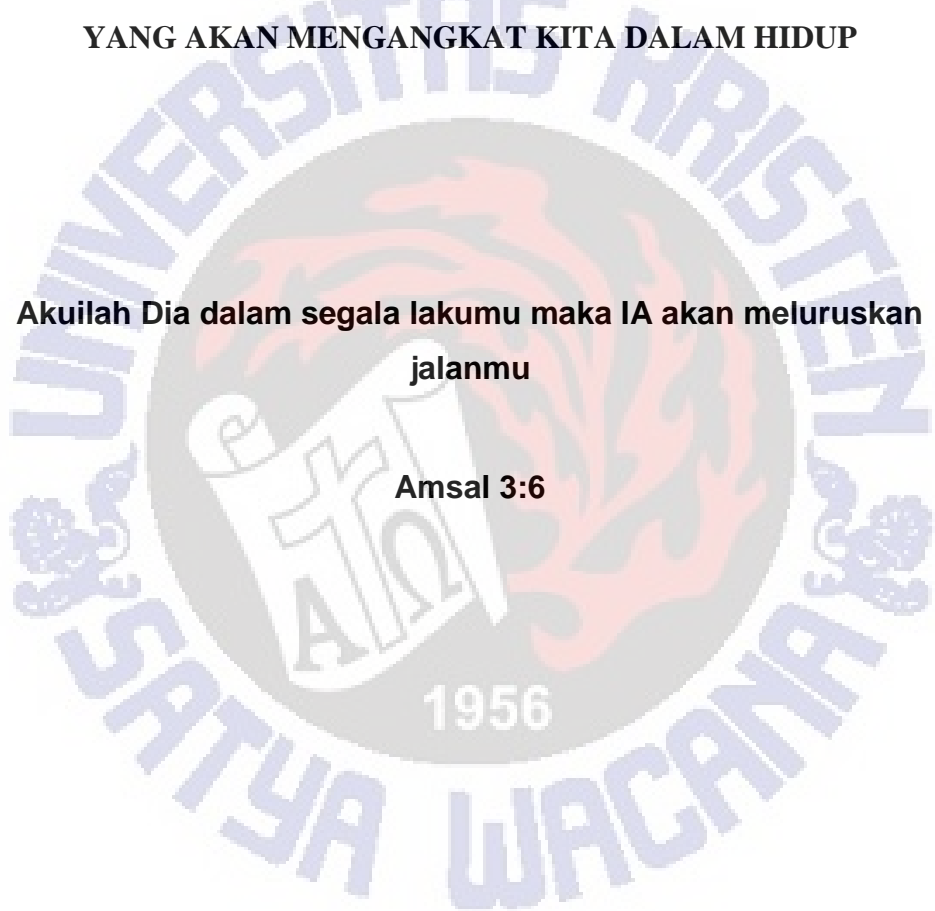 YANG AKAN MENGANGKAT KITA DALAM HIDUP
Akuilah Dia dalam segala lakumu maka IA akan meluruskan
jalanmu
Amsal 3:6
UNIVERSITAS KRISTEN
Α Ω
1956
SATYA WACANA